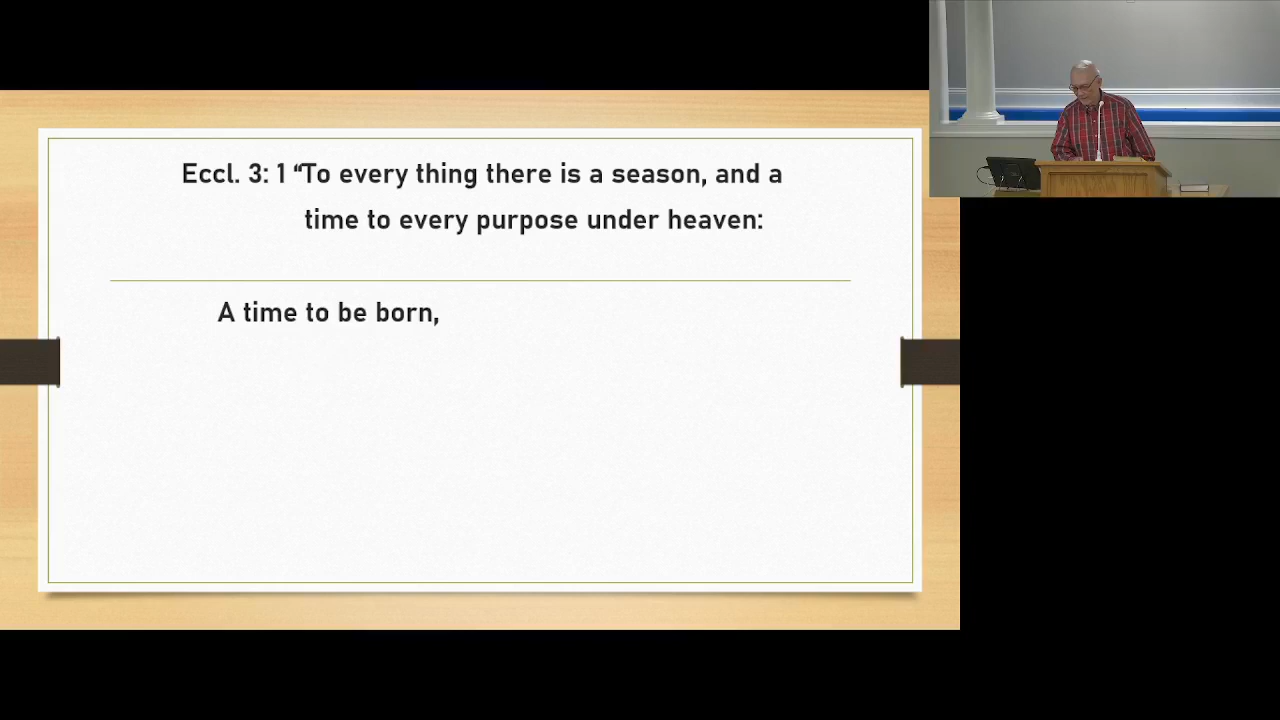 Eccl. 3: 1 “To every thing there is a season, and a
time to every purpose under heaven:
A time to be born,